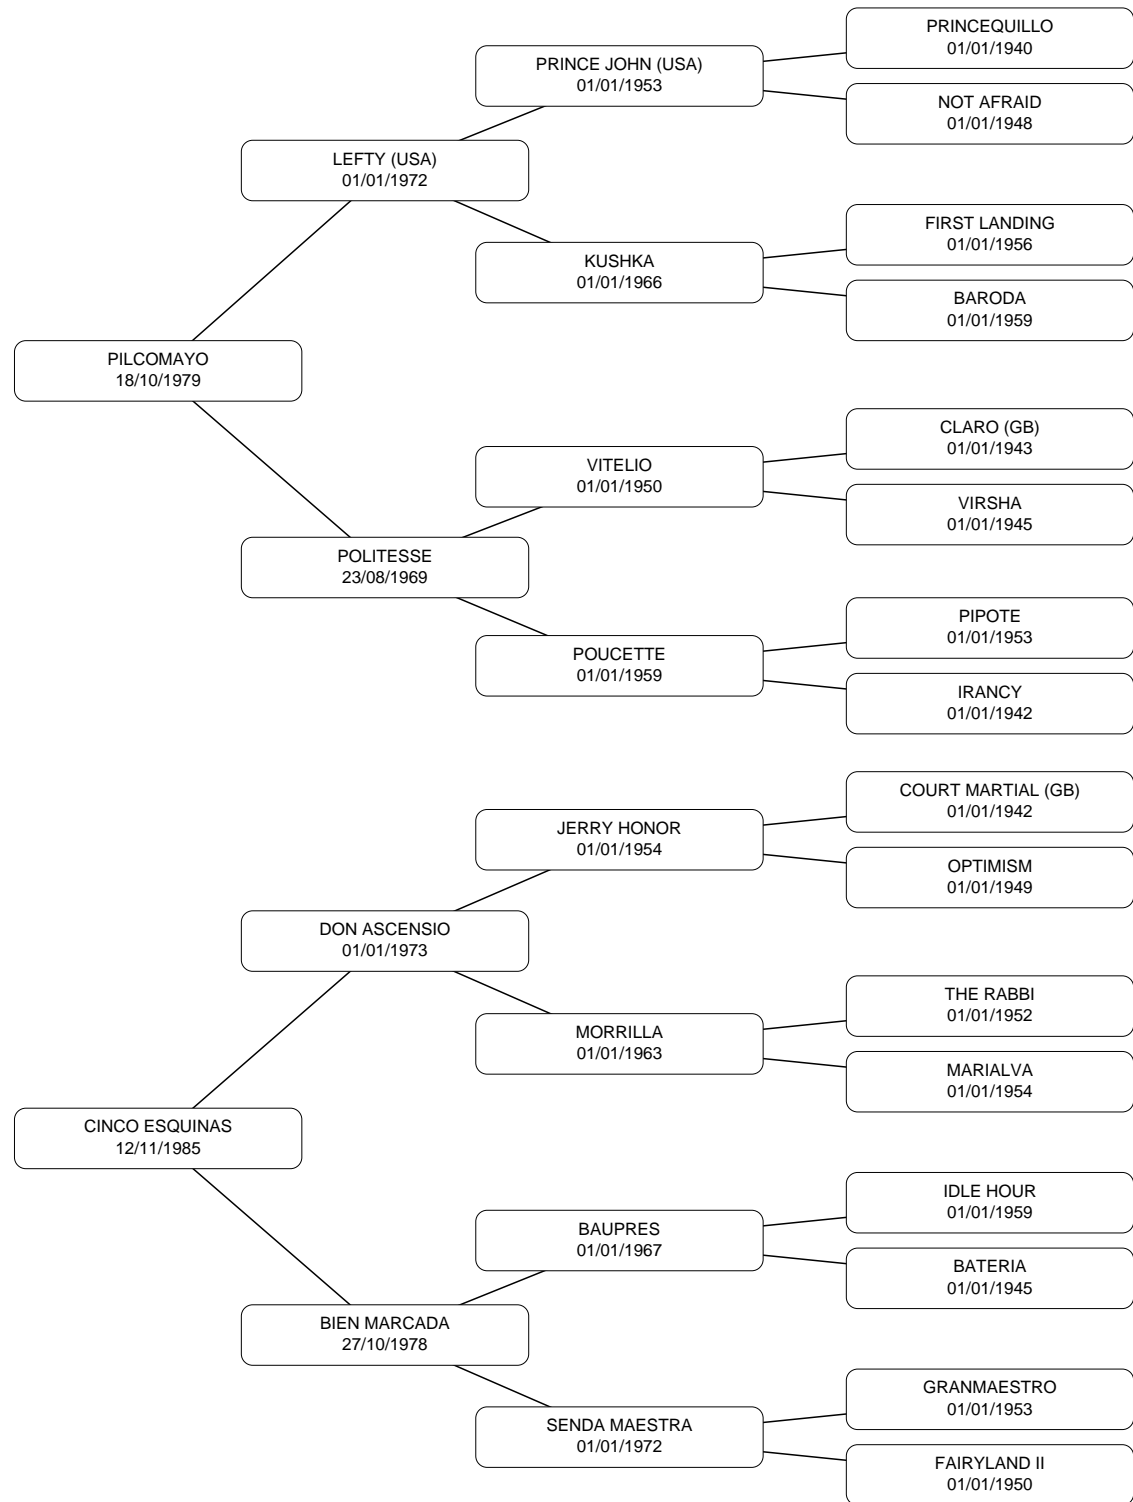 PRINCEQUILLO
01/01/1940
PRINCE JOHN (USA)
01/01/1953
NOT AFRAID
01/01/1948
LEFTY (USA)
01/01/1972
FIRST LANDING
01/01/1956
KUSHKA
01/01/1966
BARODA
01/01/1959
PILCOMAYO
18/10/1979
CLARO (GB)
01/01/1943
VITELIO
01/01/1950
VIRSHA
01/01/1945
POLITESSE
23/08/1969
PIPOTE
01/01/1953
POUCETTE
01/01/1959
IRANCY
01/01/1942
COURT MARTIAL (GB)
01/01/1942
JERRY HONOR
01/01/1954
OPTIMISM
01/01/1949
DON ASCENSIO
01/01/1973
THE RABBI
01/01/1952
MORRILLA
01/01/1963
MARIALVA
01/01/1954
CINCO ESQUINAS
12/11/1985
IDLE HOUR
01/01/1959
BAUPRES
01/01/1967
BATERIA
01/01/1945
BIEN MARCADA
27/10/1978
GRANMAESTRO
01/01/1953
SENDA MAESTRA
01/01/1972
FAIRYLAND II
01/01/1950